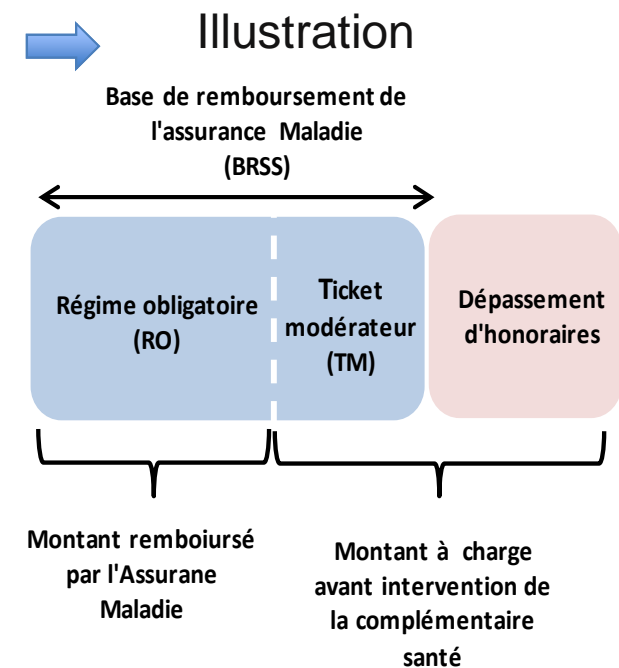 Illustration
Base de remboursement de
l'assurance Maladie
(BRSS)
Régime obligatoire
(RO)
Ticket
modérateur
(TM)
Dépassement
d'honoraires
Montant remboiursé
par l'Assurane
Maladie
Montant à charge
avant intervention de
la complémentaire
santé